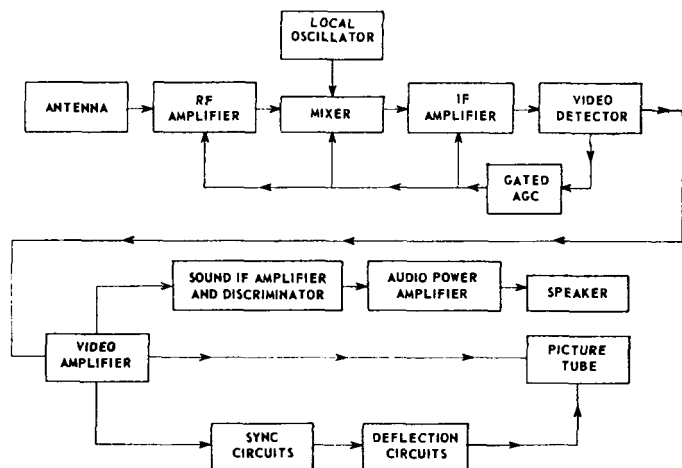 LOCAL
OSCILLATOR
ANTENNA
RF
AMPLIFIER
MIXER
IF
AMPLIFIER
VIDEO
DETECTOR
GATED
AGC
SOUND IF AMPLIFIER
AND DISCRIMINATOR
AUDIO POWER
AMPLIFIER
SPEAKER
VIDEO
AMPLIFIER
PICTURE
TUBE
SYNC
CIRCUITS
DEFLECTION
CIRCUITS